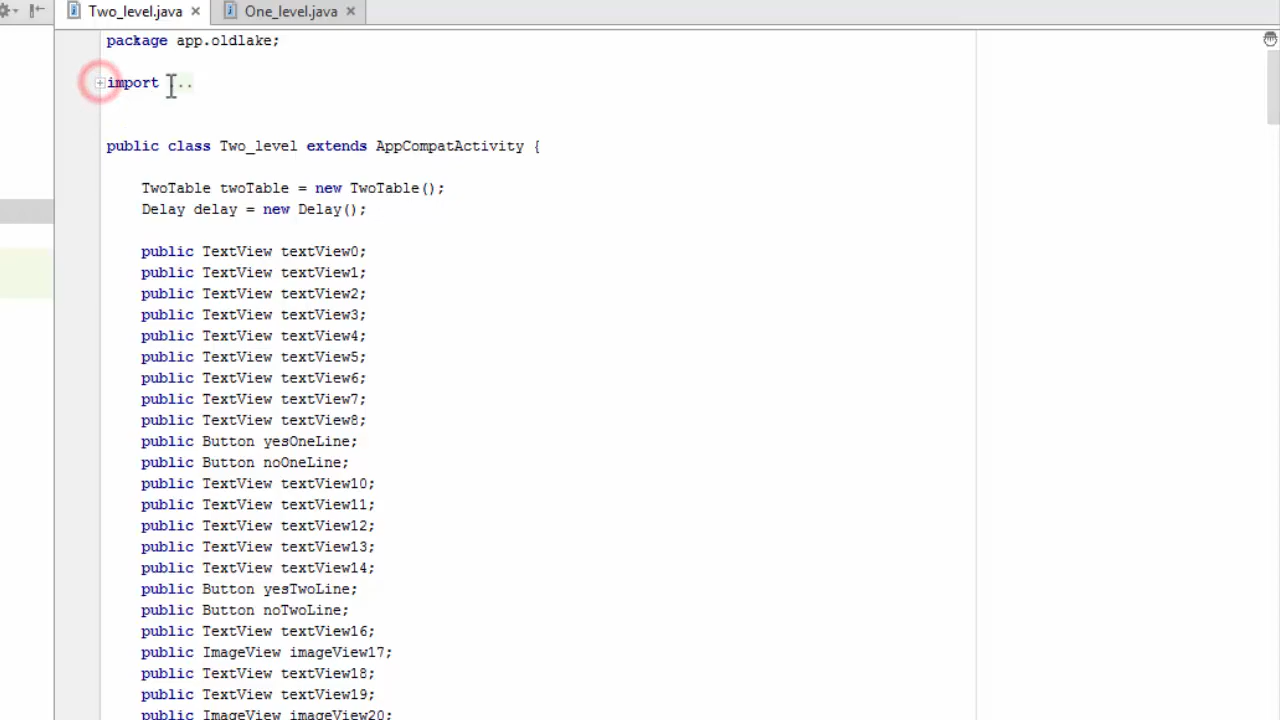 Two_level.java
One_level.java
package app.oldlake;
import ...
public class Two_level extends AppCompatActivity {
TwoTable twoTable = new TwoTable();
Delay delay = new Delay();
public TextView textView0;
public TextView textView1;
public TextView textView2;
public TextView textView3;
public TextView textView4;
public TextView textView5;
public TextView textView6;
public TextView textView7;
public TextView textView8;
public Button yesOneLine;
public Button noOneLine;
public TextView textView10;
public TextView textView11;
public TextView textView12;
public TextView textView13;
public TextView textView14;
public Button yesTwoLine;
public Button noTwoLine;
public TextView textView16;
public ImageView imageView17;
public TextView textView18;
public TextView textView19;
public ImageView imageView20;